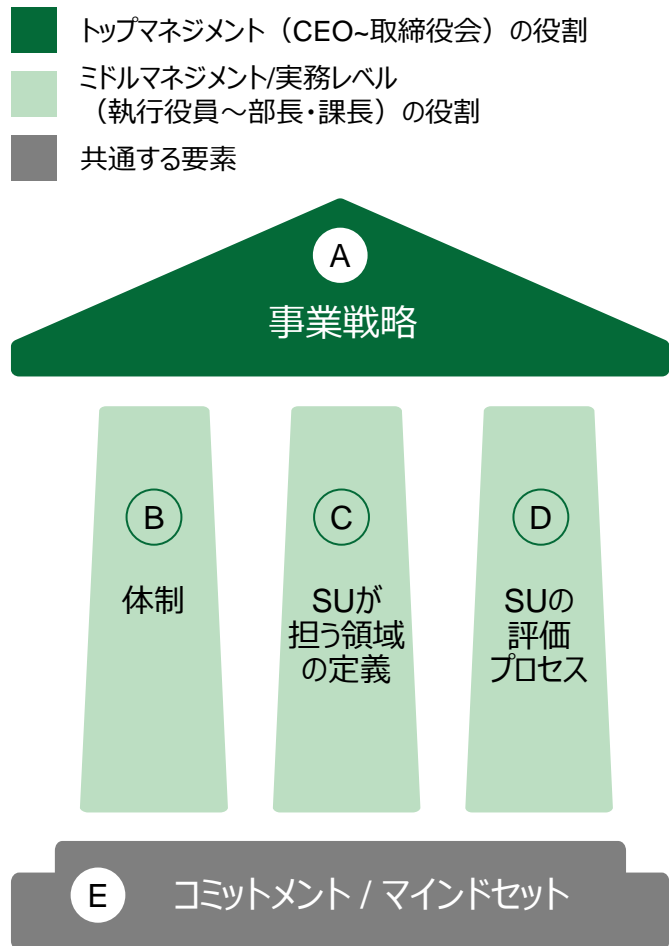 トップマネジメント（CEO~取締役会）の役割
ミドルマネジメント/実務レベル
（執行役員～部長・課長）の役割
共通する要素
A
事業戦略
B
体制
C
SUが
担う領域
の定義
D
SUの
評価
プロセス
E
コミットメント / マインドセット